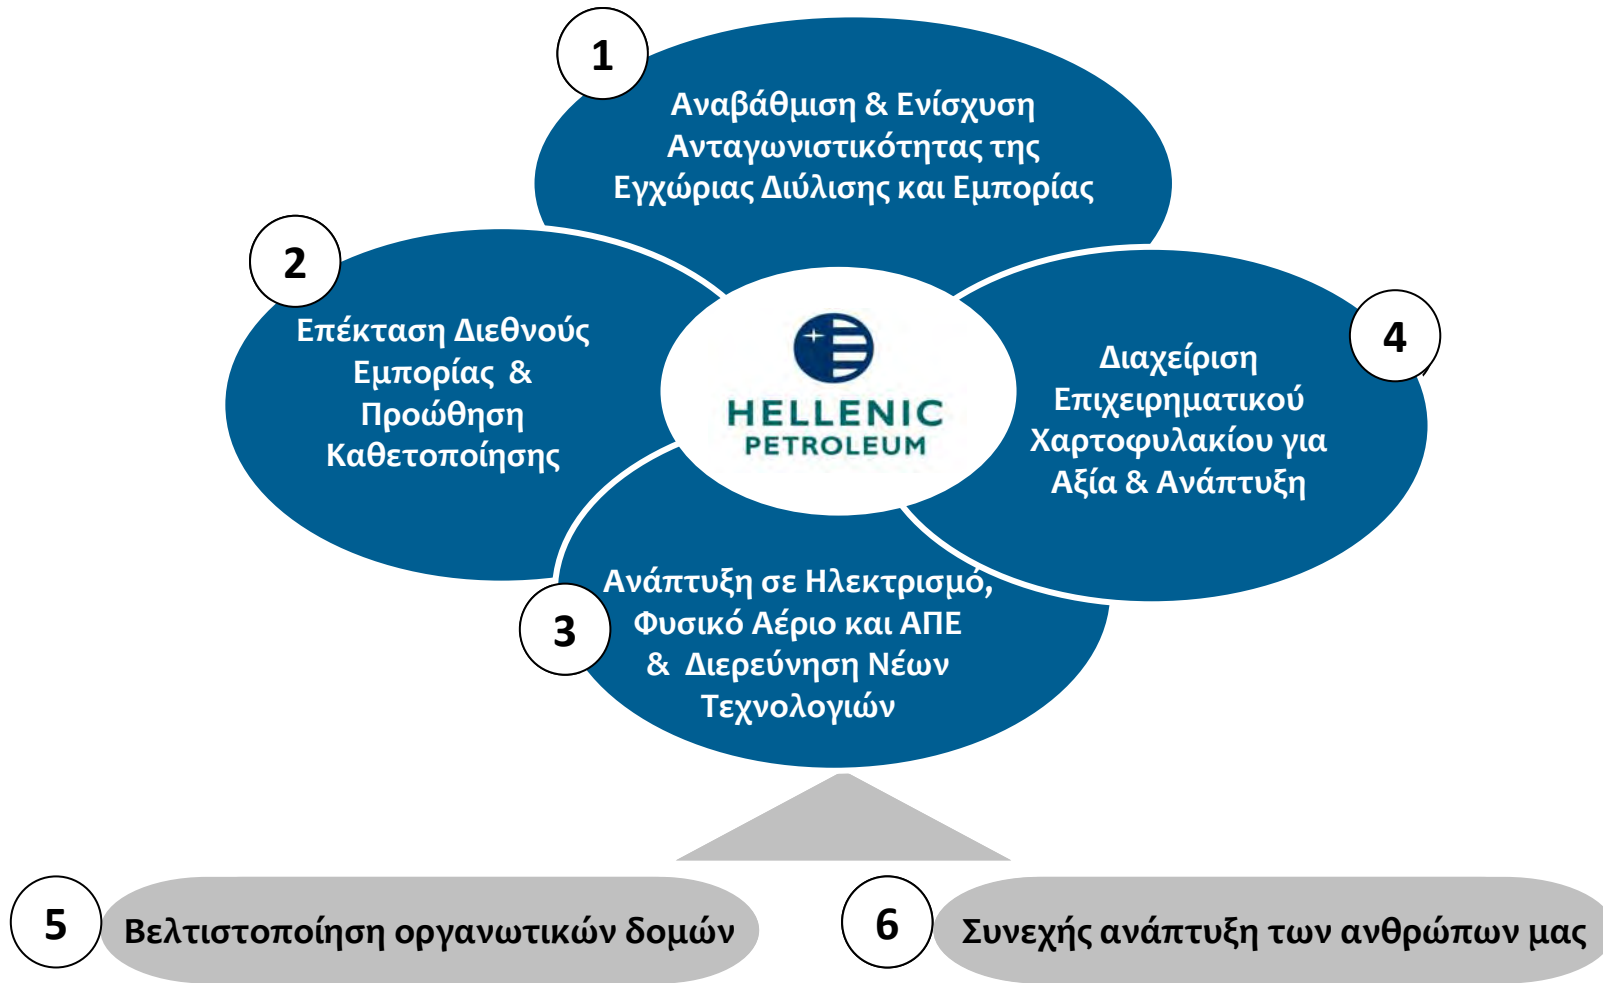 1
Αναβάθμιση & Ενίσχυση
Ανταγωνιστικότητας της
Εγχώριας Διύλισης και Εμπορίας
2
Επέκταση Διεθνούς
Εμπορίας &
Προώθηση
Καθετοποίησης
HELLENIC
PETROLEUM
4
Διαχείριση
Επιχειρηματικού
Χαρτοφυλακίου για
Αξία & Ανάπτυξη
3
Ανάπτυξη σε Ηλεκτρισμό,
Φυσικό Αέριο και ΑΠΕ
& Διερεύνηση Νέων
Τεχνολογιών
5
Βελτιστοποίηση οργανωτικών δομών
6
Συνεχής ανάπτυξη των ανθρώπων μας